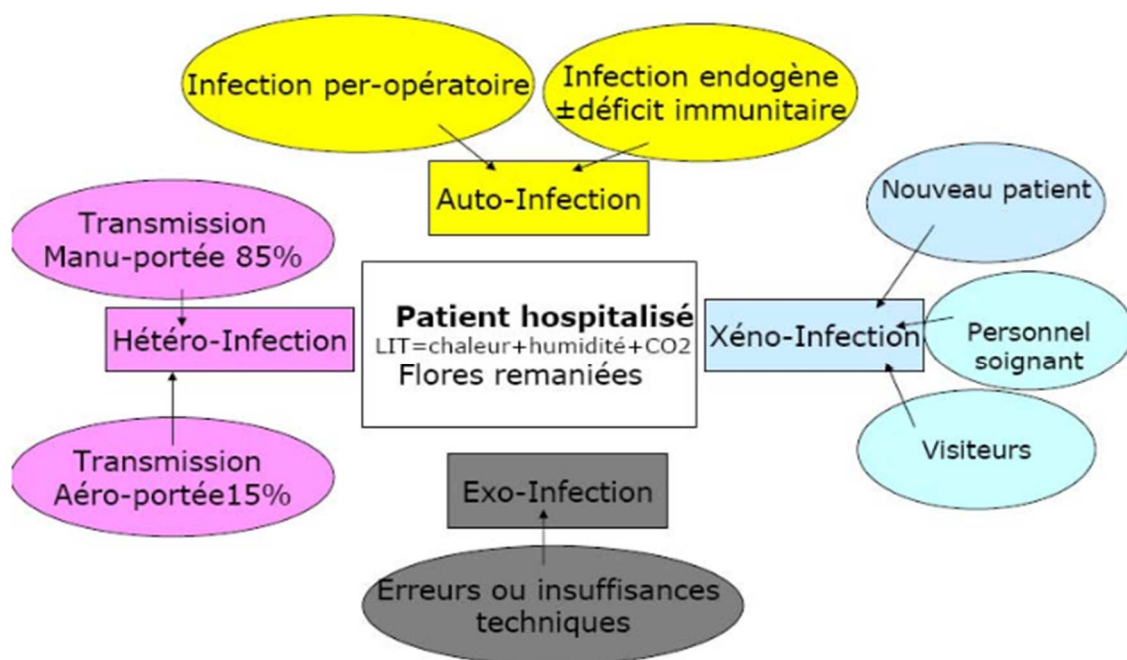 Infection per-opératoire
Infection endogène
±déficit immunitaire
Auto-Infection
Nouveau patient
Transmission
Manu-portée 85%
Hétéro-Infection
Patient hospitalisé
LIT=chaleur+humidité+CO2
Flores remaniées
Xéno-Infection
Personnel
soignant
Transmission
Aéro-portée15%
Visiteurs
Exo-Infection
Erreurs ou insuffisances
techniques